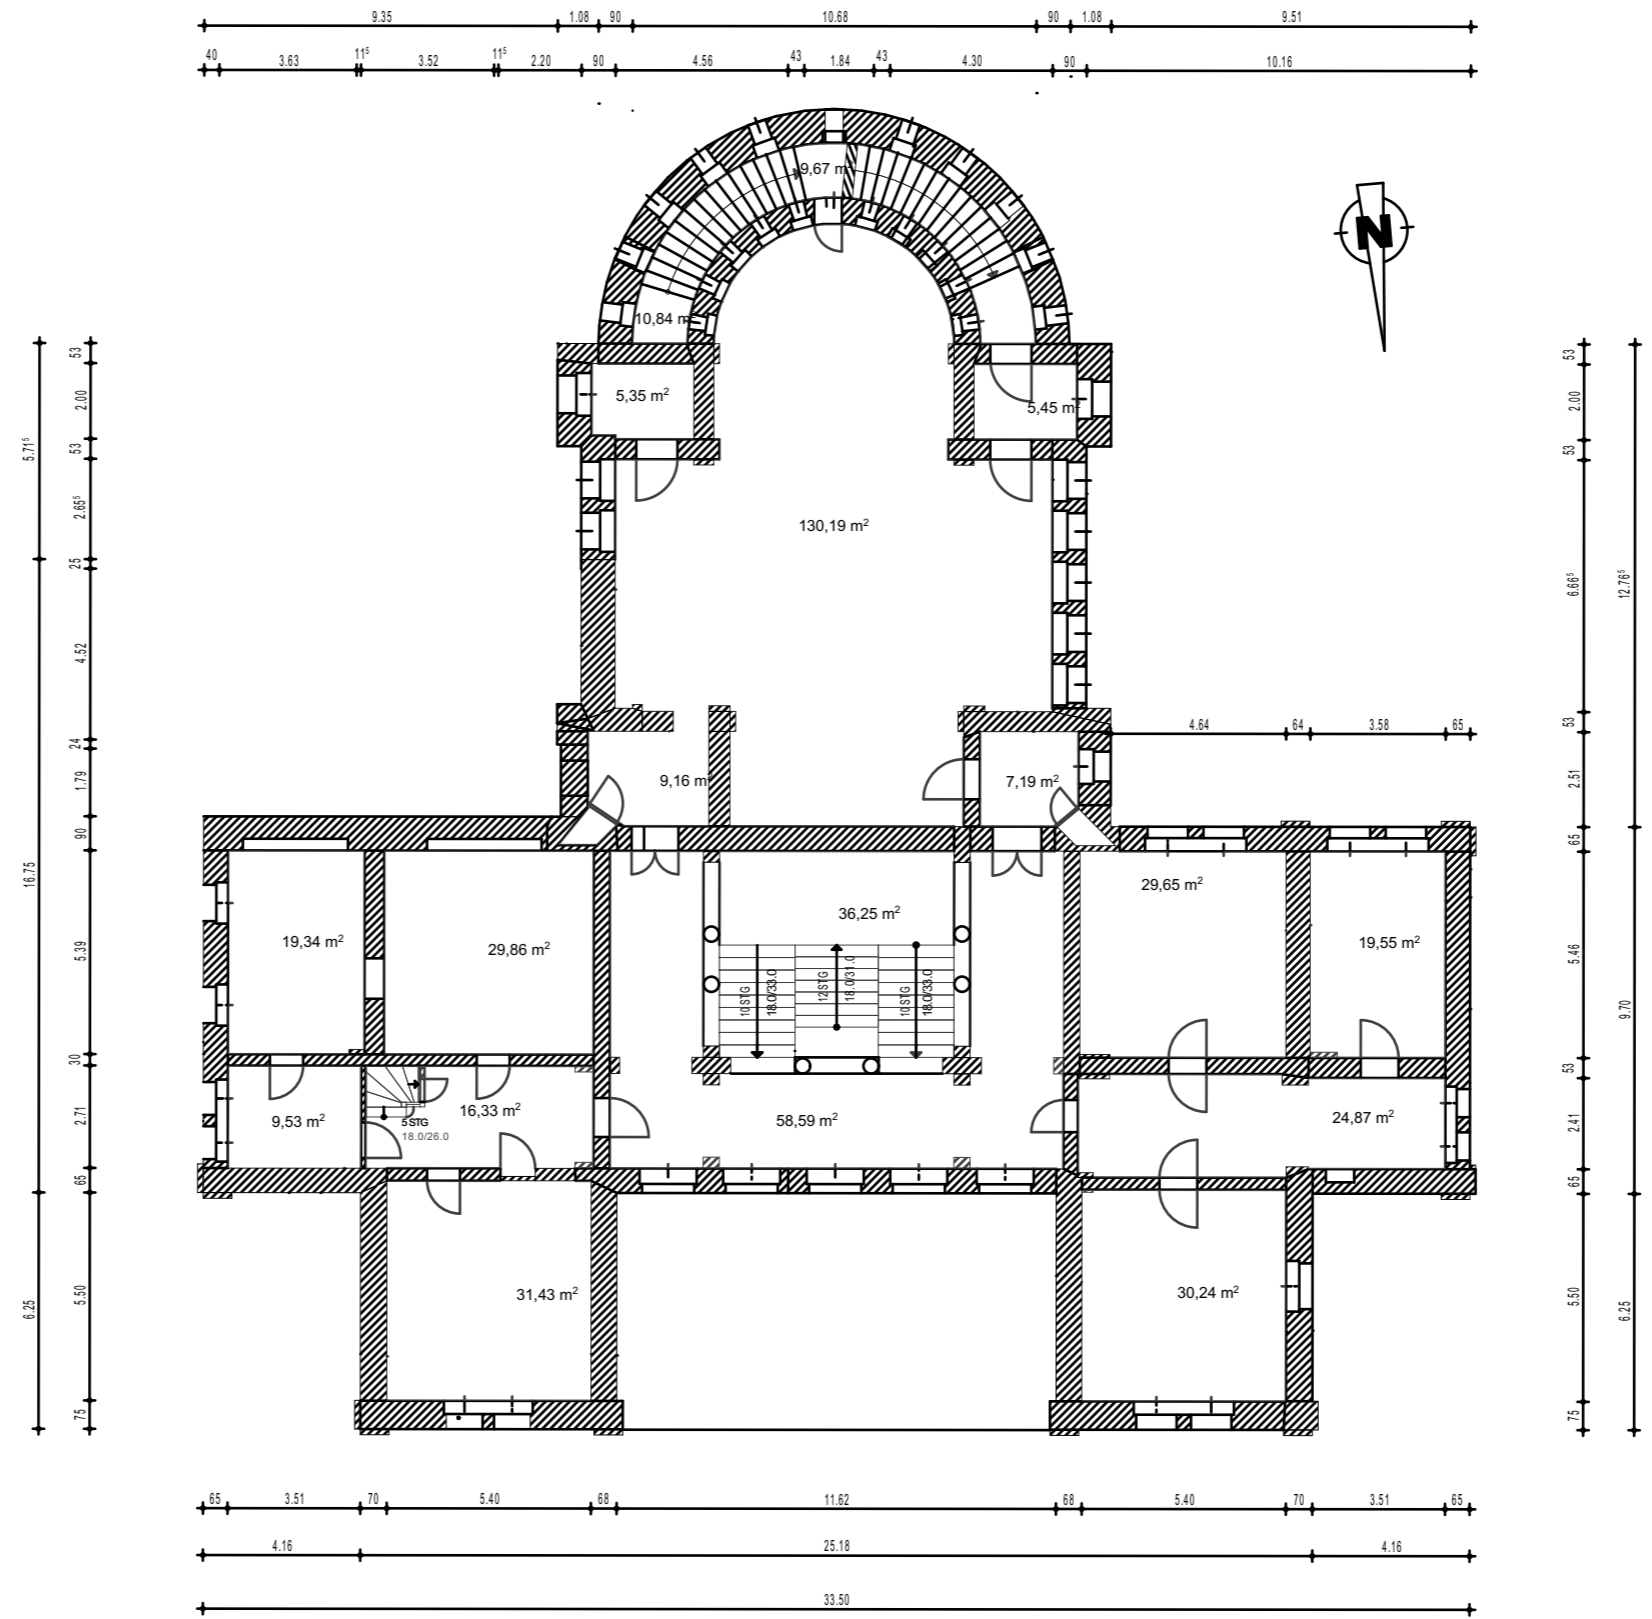 9.35 1.08 90 10.68 90 1.08 9.51
40 3.63 11⁵ 3.52 11⁵ 2.20 90 4.56 43 1.84 43 4.30 90 10.16
9,67 m²
N
10,84 m²
5,35 m²
5,45 m²
130,19 m²
53 2.00 53 2.65⁵ 25 4.52 24 1.79 90 5.39 30 2.71 65 5.50 75
5.71⁵ 16.75 6.25
53 2.00 53 6.66⁵ 53 2.51 65 5.46 53 2.41 65 5.50 75
12.76⁵ 9.70 6.25
4.64 64 3.58 65
9,16 m
7,19 m²
29,65 m²
36,25 m²
19,34 m²
29,86 m²
19,55 m²
10 STG
18.0/33.0
12 STG
18.0/31.0
10 STG
18.0/33.0
9,53 m²
16,33 m²
5 STG
18.0/26.0
58,59 m²
24,87 m²
31,43 m²
30,24 m²
65 3.51 70 5.40 68 11.62 68 5.40 70 3.51 65
4.16 25.18 4.16
33.50